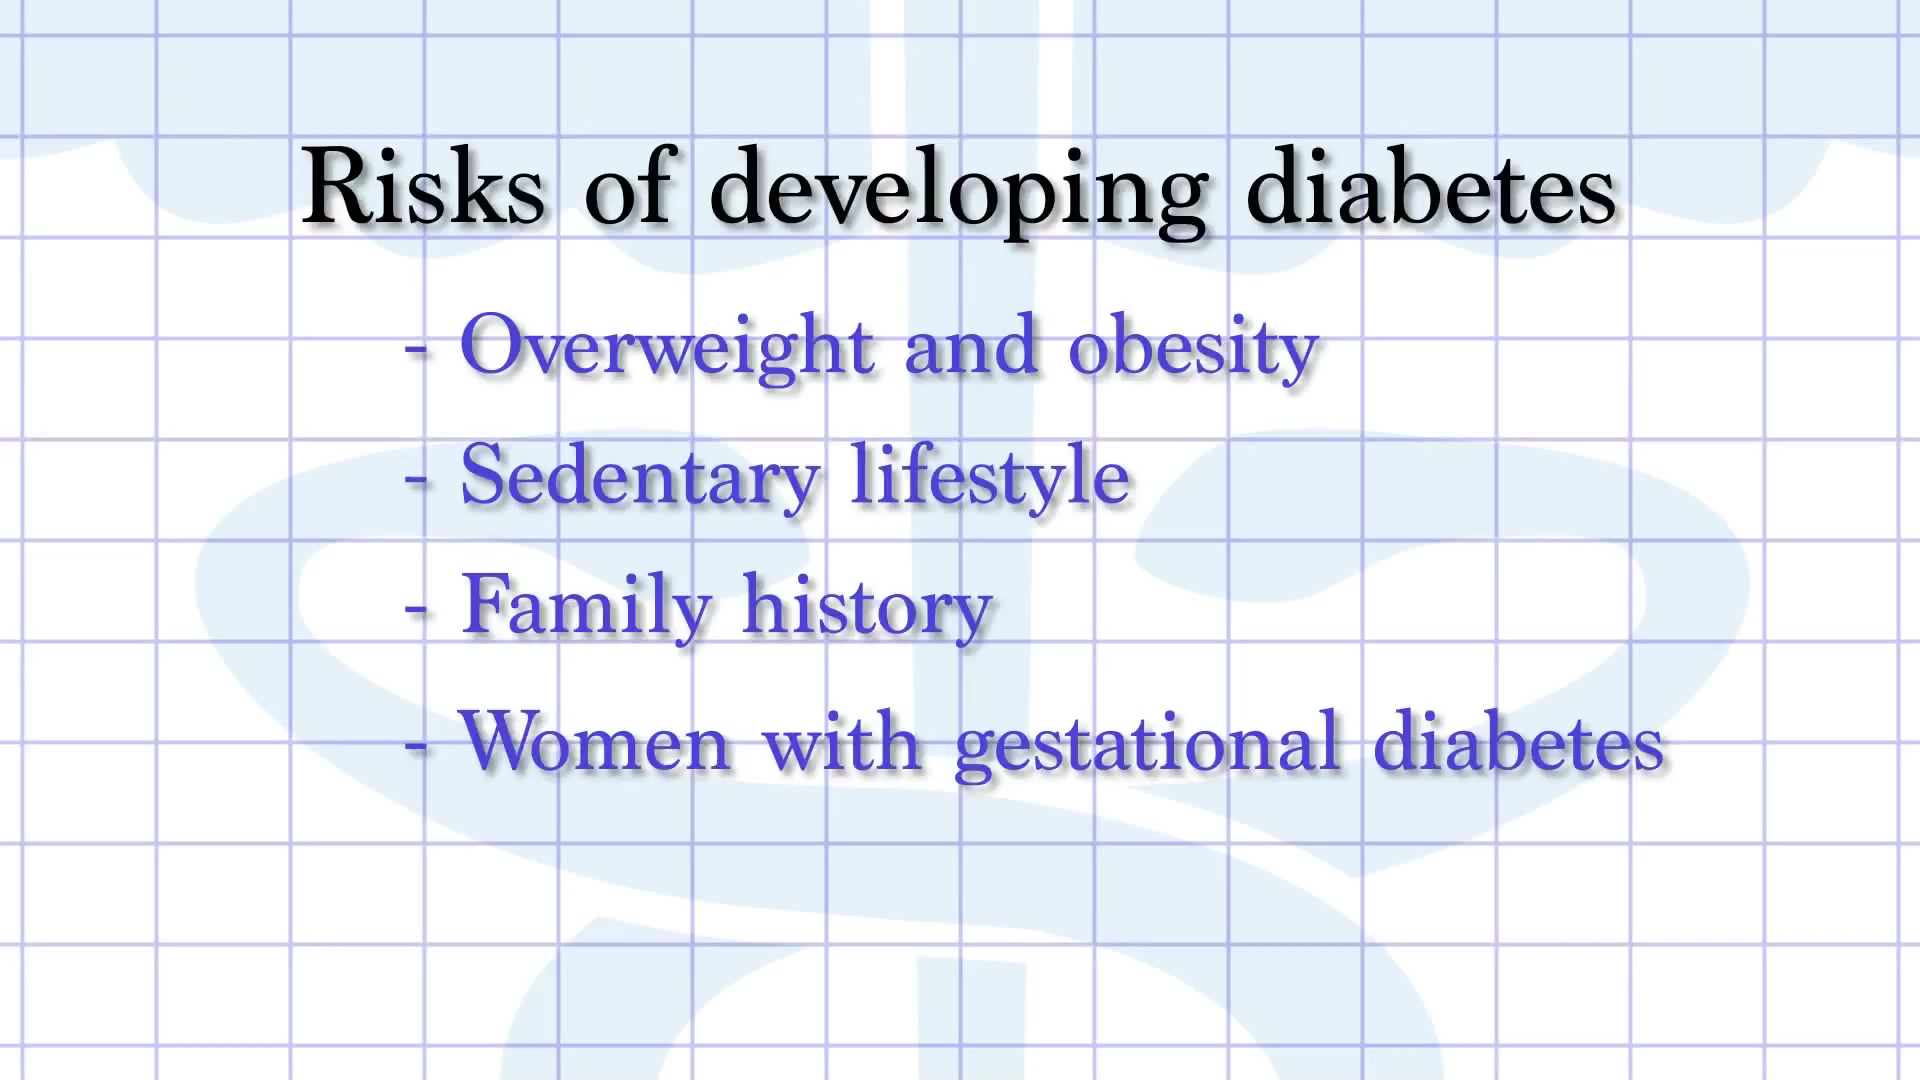 Risks of developing diabetes
- Overweight and obesity
- Sedentary lifestyle
- Family history
- Women with gestational diabetes